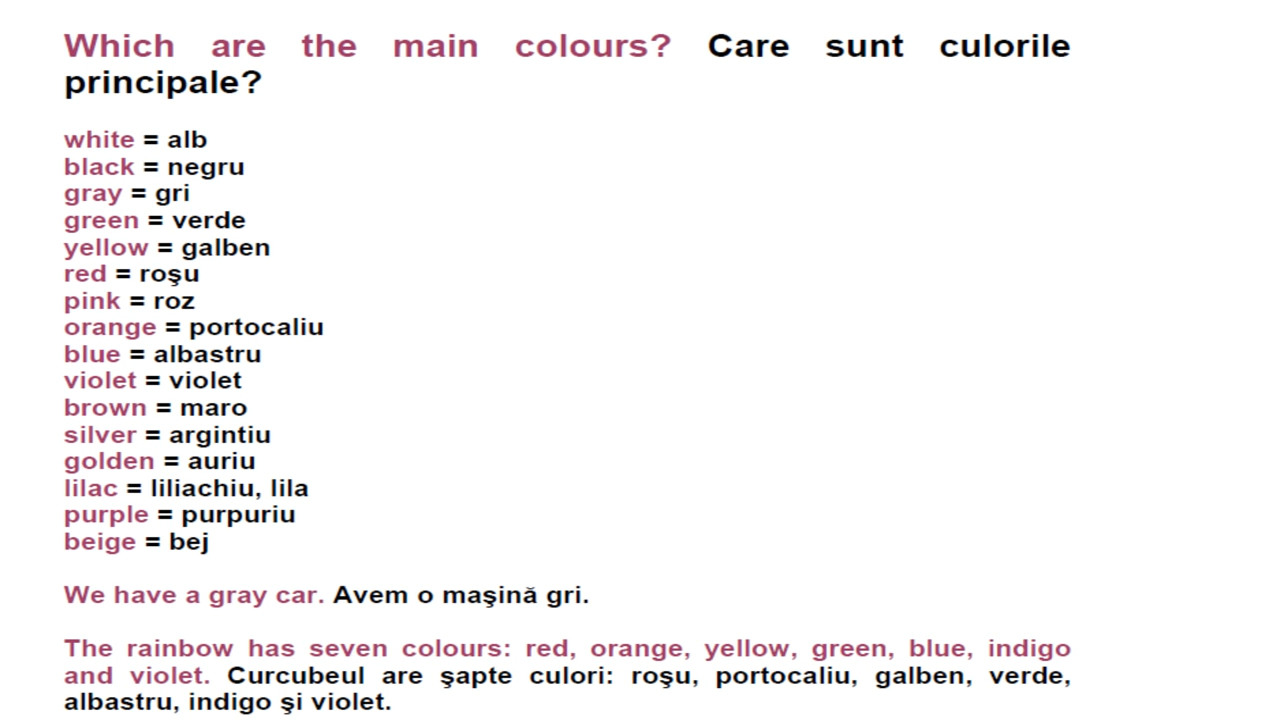 Which are the main colours? Care sunt culorile
principale?
white = alb
black = negru
gray = gri
green = verde
yellow = galben
red = roşu
pink = roz
orange = portocaliu
blue = albastru
violet = violet
brown = maro
silver = argintiu
golden = auriu
lilac = liliachiu, lila
purple = purpuriu
beige = bej
We have a gray car. Avem o maşină gri.
The rainbow has seven colours: red, orange, yellow, green, blue, indigo
and violet. Curcubeul are şapte culori: roşu, portocaliu, galben, verde,
albastru, indigo şi violet.